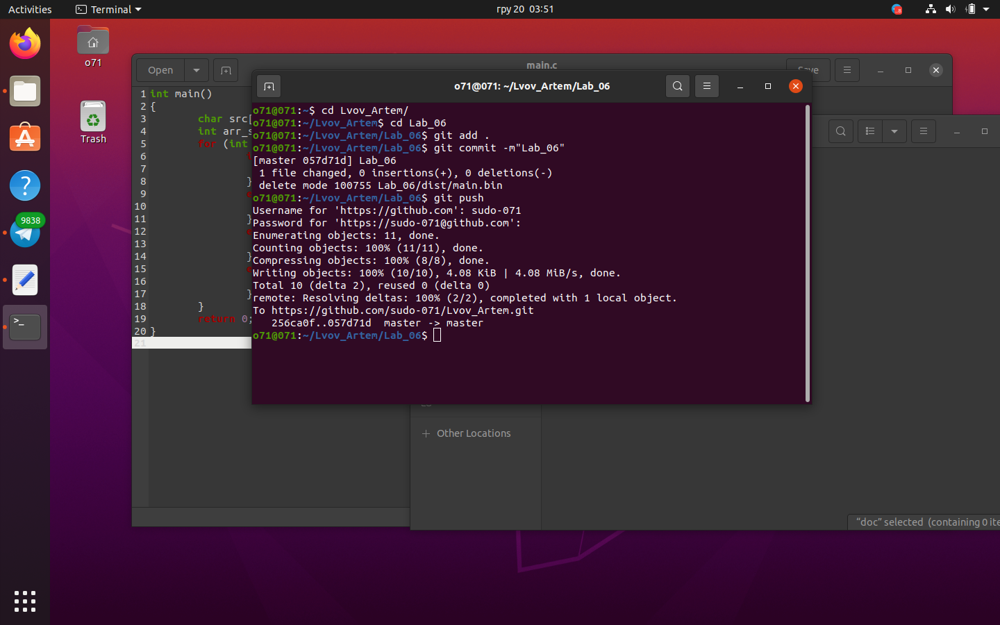 Activities
Terminal
гру 20 03:51
9838
o71
Trash
Open
main.c
Save
1 int main()
2 {
3 char src[
4 int arr_s
5 for (int
6
7
8 }
9
10
11 }
12
13
14 }
15
16
17 }
18 }
19 return 0;
20 }
21
o71@071: ~/Lvov_Artem/Lab_06
o71@071:~$ cd Lvov_Artem/
o71@071:~/Lvov_Artem$ cd Lab_06
o71@071:~/Lvov_Artem/Lab_06$ git add .
o71@071:~/Lvov_Artem/Lab_06$ git commit -m"Lab_06"
[master 057d71d] Lab_06
1 file changed, 0 insertions(+), 0 deletions(-)
delete mode 100755 Lab_06/dist/main.bin
o71@071:~/Lvov_Artem/Lab_06$ git push
Username for 'https://github.com': sudo-071
Password for 'https://sudo-071@github.com':
Enumerating objects: 11, done.
Counting objects: 100% (11/11), done.
Compressing objects: 100% (8/8), done.
Writing objects: 100% (10/10), 4.08 KiB | 4.08 MiB/s, done.
Total 10 (delta 2), reused 0 (delta 0)
remote: Resolving deltas: 100% (2/2), completed with 1 local object.
To https://github.com/sudo-071/Lvov_Artem.git
256ca0f..057d71d master -> master
o71@071:~/Lvov_Artem/Lab_06$
Other Locations
"doc" selected (containing 0 ite